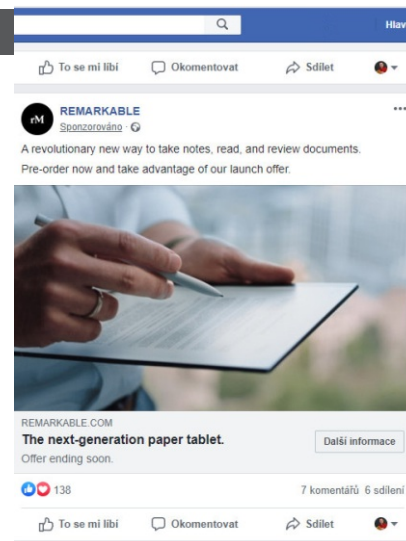 Hlav
To se mi líbí Okomentovat Sdílet
rM REMARKABLE
Sponzorováno ·
A revolutionary new way to take notes, read, and review documents.
Pre-order now and take advantage of our launch offer.
REMARKABLE.COM
The next-generation paper tablet.
Další informace
Offer ending soon.
138 7 komentářů 6 sdílení
To se mi líbí Okomentovat Sdílet